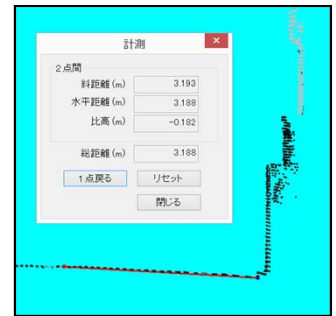 計測
×
2点間
斜距離(m) 3.193
水平距離(m) 3.188
比高(m) -0.182
総距離(m) 3.188
1点戻る リセット
閉じる